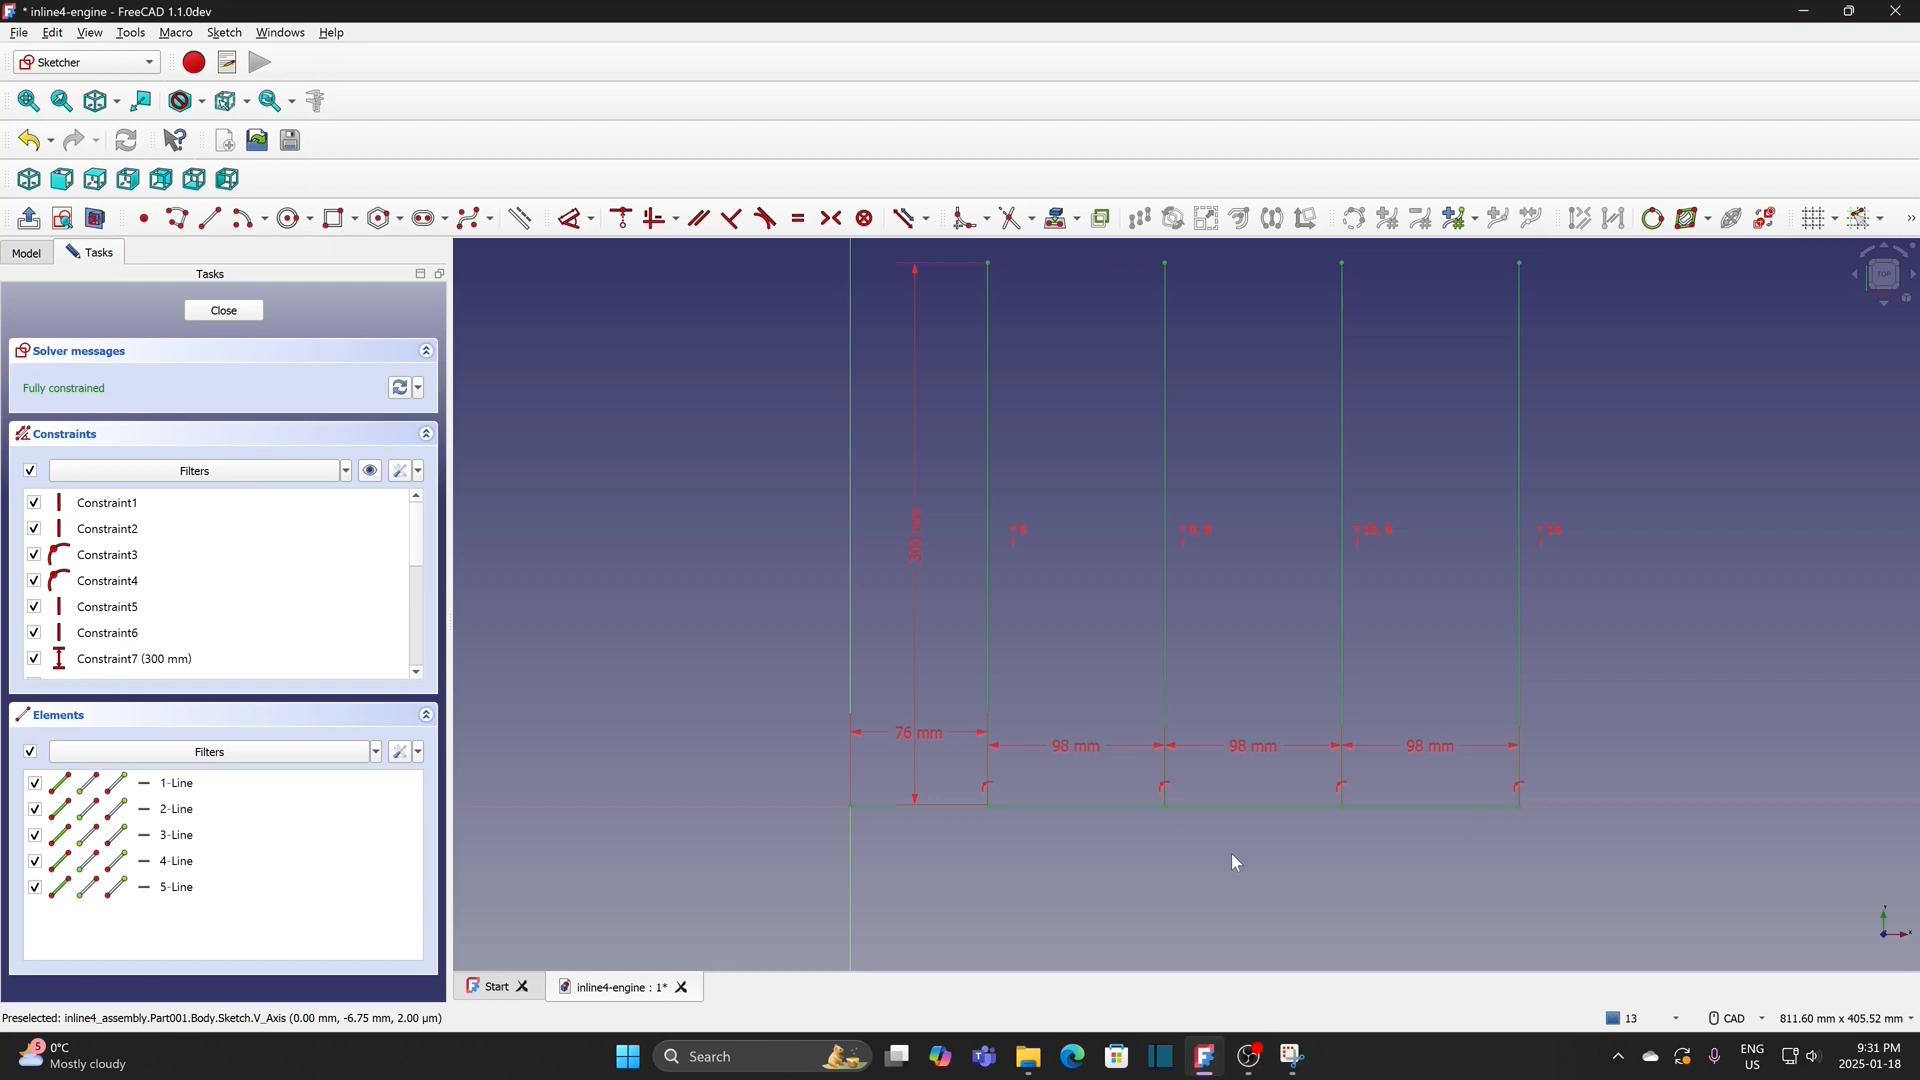 * inline4-engine - FreeCAD 1.1.0dev
File Edit View Tools Macro Sketch Windows Help
Sketcher
Model Tasks
Tasks
Close
Solver messages
Fully constrained
Constraints
Filters
Constraint1
Constraint2
Constraint3
Constraint4
Constraint5
Constraint6
Constraint7 (300 mm)
Elements
Filters
1-Line
2-Line
3-Line
4-Line
5-Line
TOP
300 mm
76 mm
98 mm
98 mm
98 mm
Start
inline4-engine : 1*
Preselected: inline4_assembly.Part001.Body.Sketch.V_Axis (0.00 mm, -6.75 mm, 2.00 µm)
13
CAD
811.60 mm x 405.52 mm
5
0°C
Mostly cloudy
Search
ENG
US
9:31 PM
2025-01-18